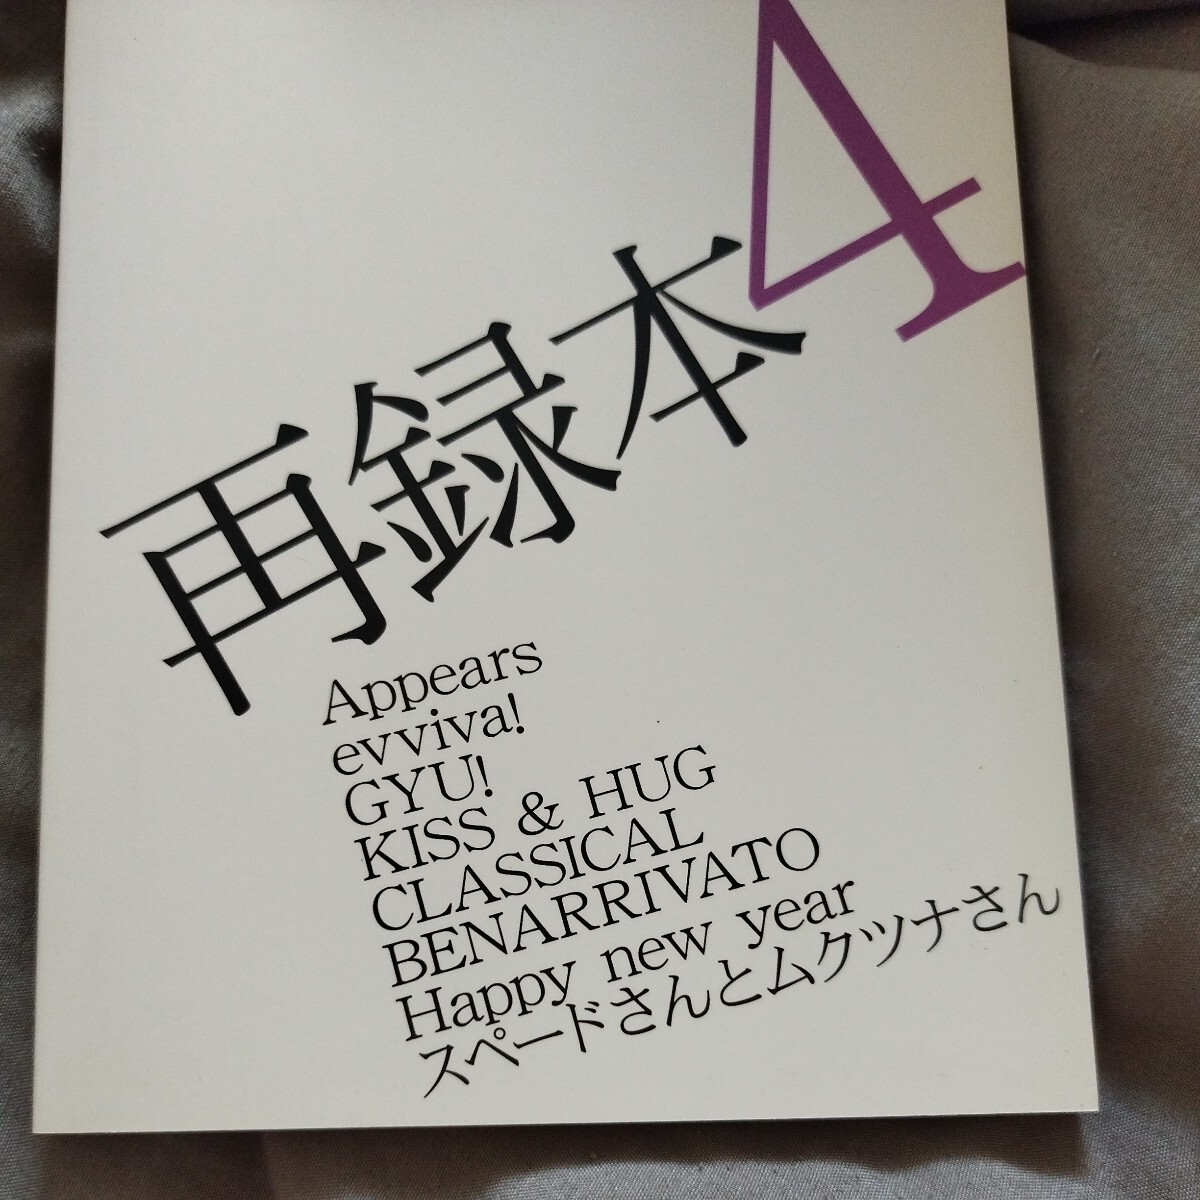 再録本4
Appears
evviva!
GYU!
KISS & HUG
CLASSICAL
BENARRIVATO
Happy new year
スペードさんとムクツナさん